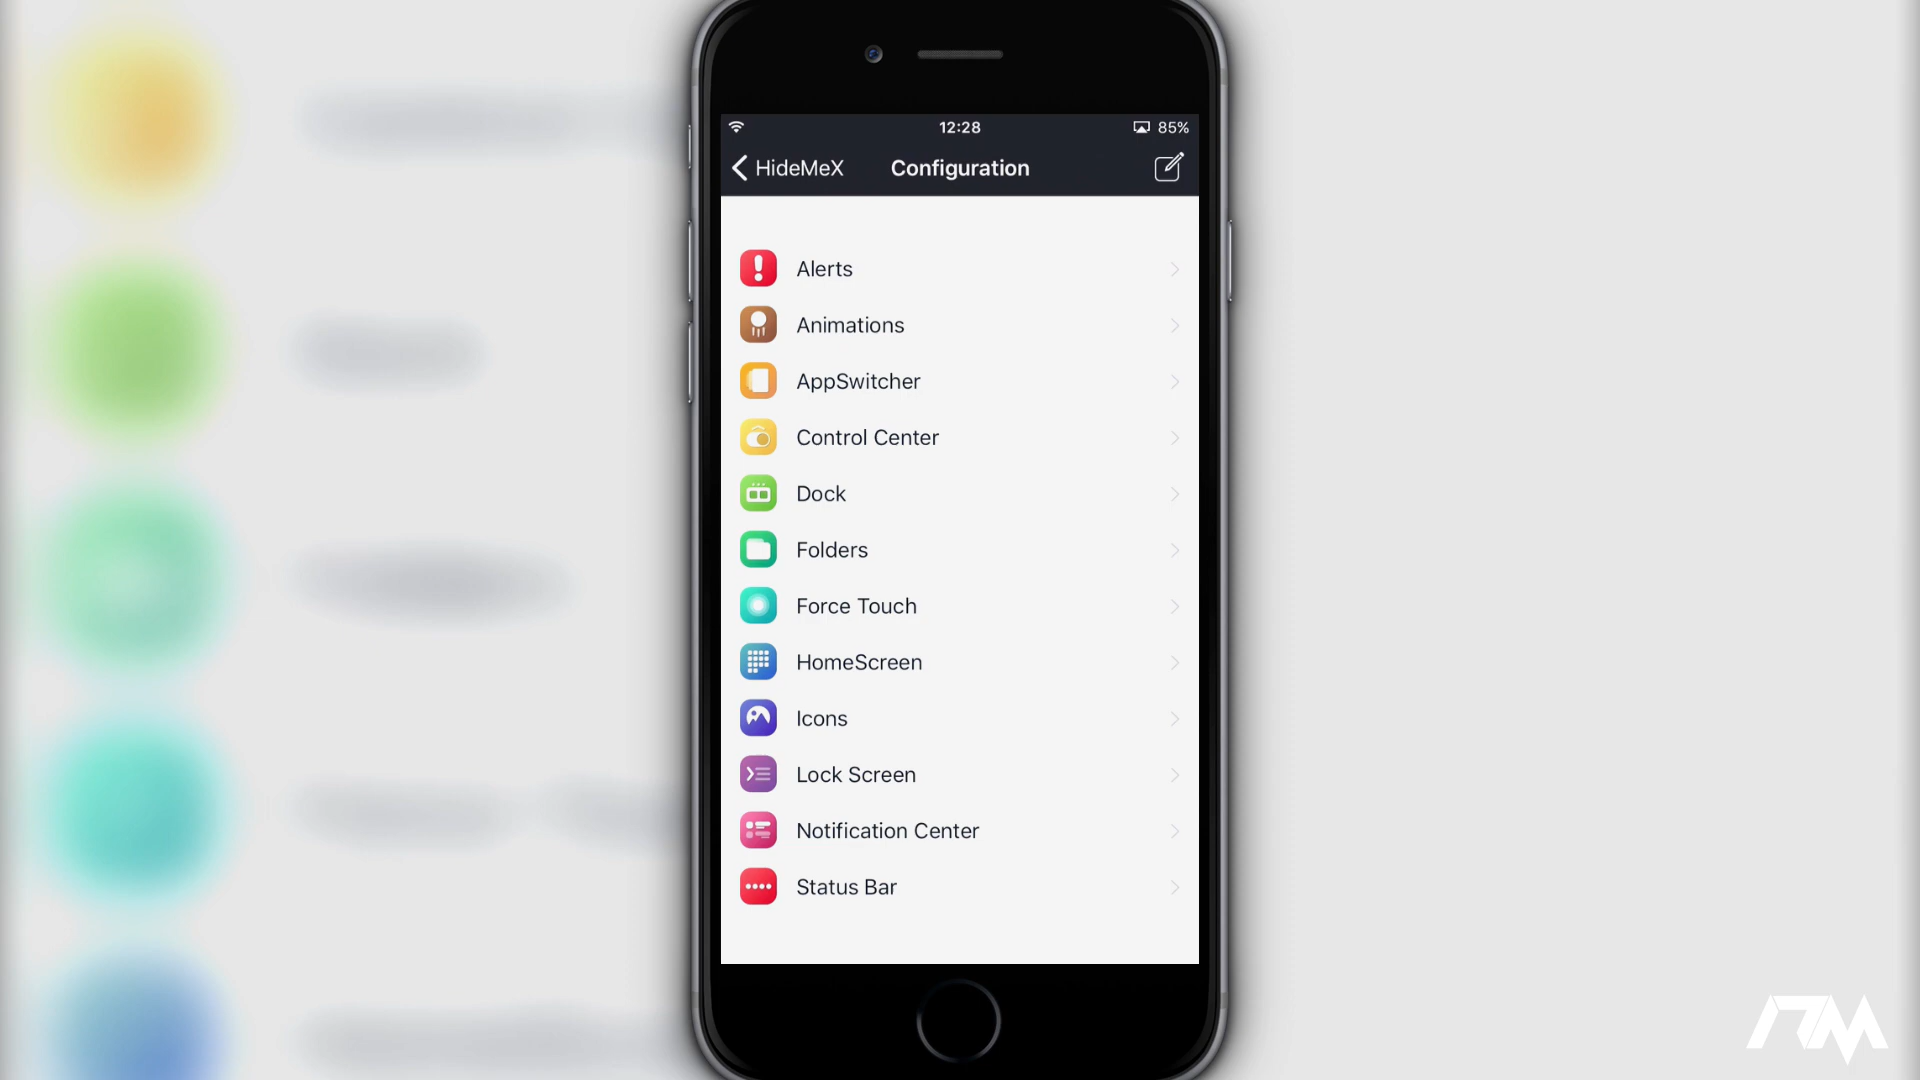 12:28
85%
HideMeX
Configuration
Alerts
Animations
AppSwitcher
Control Center
Dock
Folders
Force Touch
HomeScreen
Icons
Lock Screen
Notification Center
Status Bar